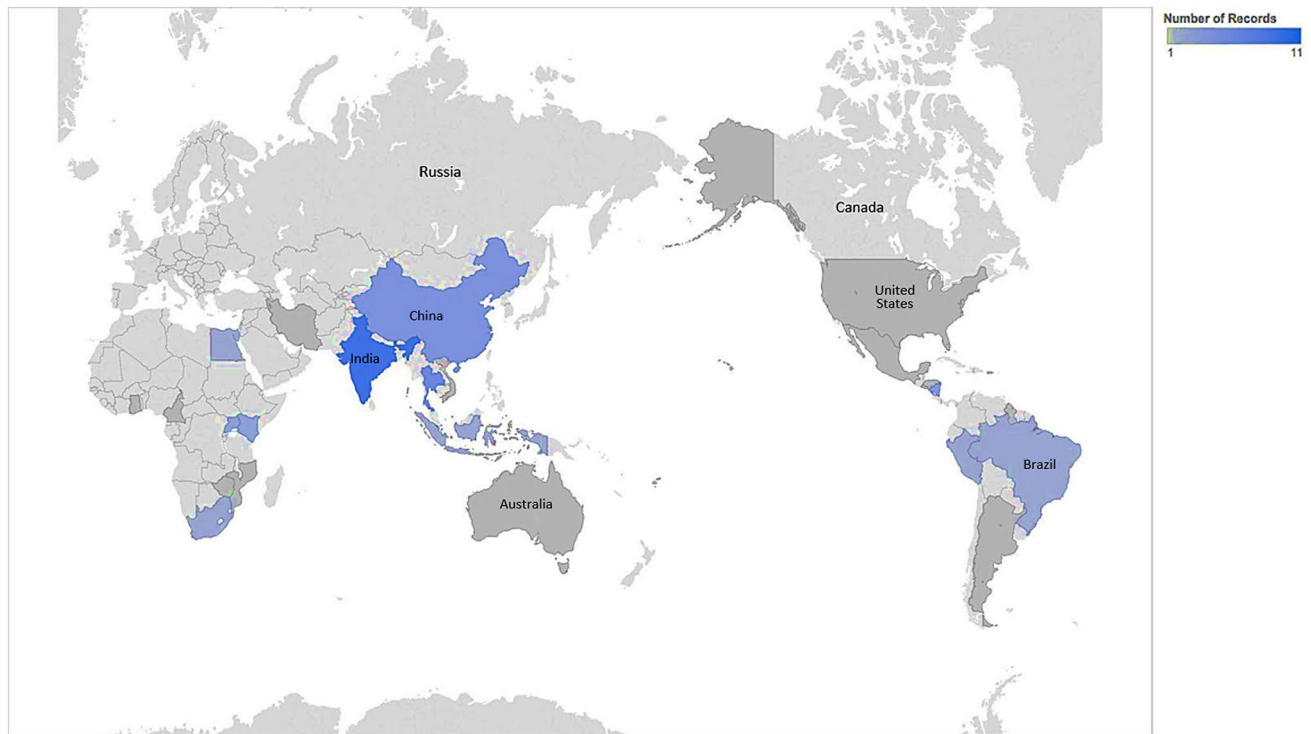 Number of Records
1 11
Russia
Canada
United
States
China
India
Brazil
Australia